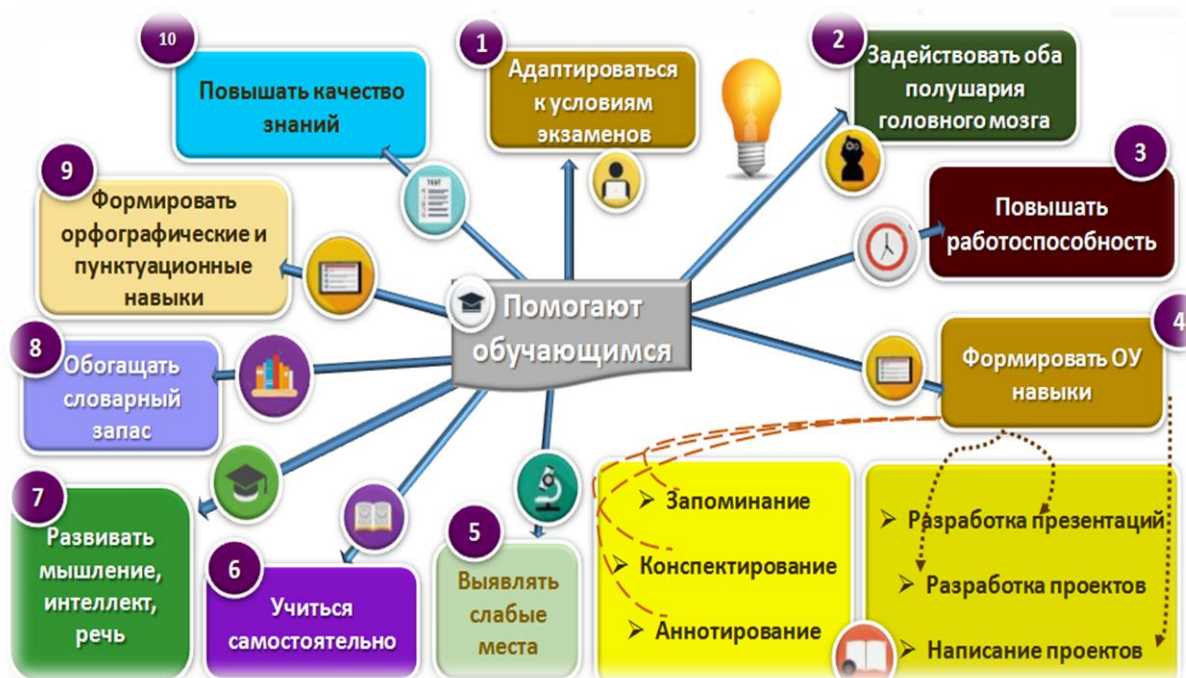 Помогают
обучающимся
1
Адаптироваться
к условиям
экзаменов
2
Задействовать оба
полушария
головного мозга
3
Повышать
работоспособность
4
Формировать ОУ
навыки
➢ Запоминание
➢ Конспектирование
➢ Аннотирование
➢ Разработка презентаций
➢ Разработка проектов
➢ Написание проектов
5
Выявлять
слабые
места
6
Учиться
самостоятельно
7
Развивать
мышление,
интеллект,
речь
8
Обогащать
словарный
запас
9
Формировать
орфографические и
пунктуационные
навыки
10
Повышать качество
знаний
TEST